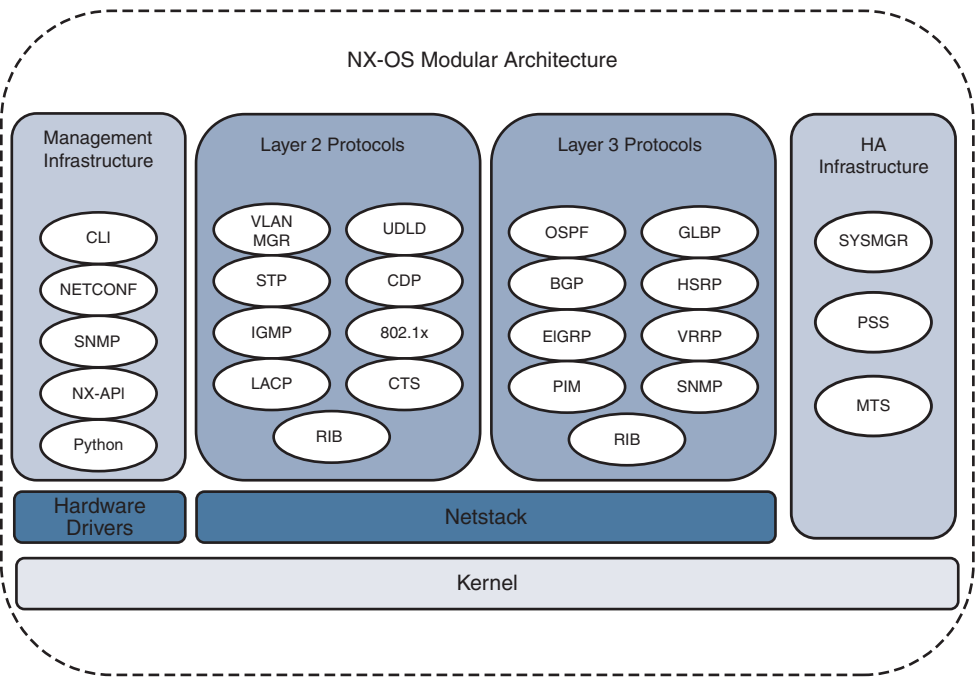 NX-OS Modular Architecture
Management
Infrastructure
CLI
NETCONF
SNMP
NX-API
Python
Hardware
Drivers
Layer 2 Protocols
VLAN
MGR
UDLD
STP
CDP
IGMP
802.1x
LACP
CTS
RIB
Layer 3 Protocols
OSPF
GLBP
BGP
HSRP
EIGRP
VRRP
PIM
SNMP
RIB
Netstack
HA
Infrastructure
SYSMGR
PSS
MTS
Kernel